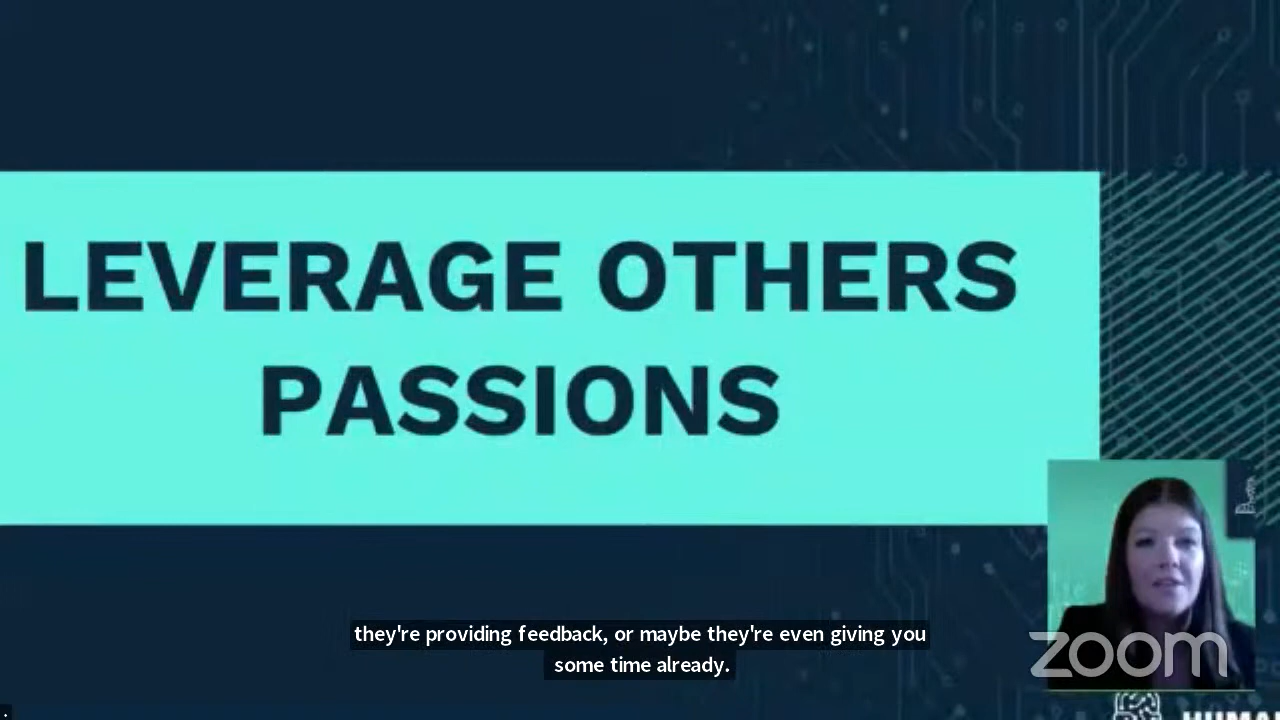 LEVERAGE OTHERS
PASSIONS
they're providing feedback, or maybe they're even giving you
some time already.
zoom